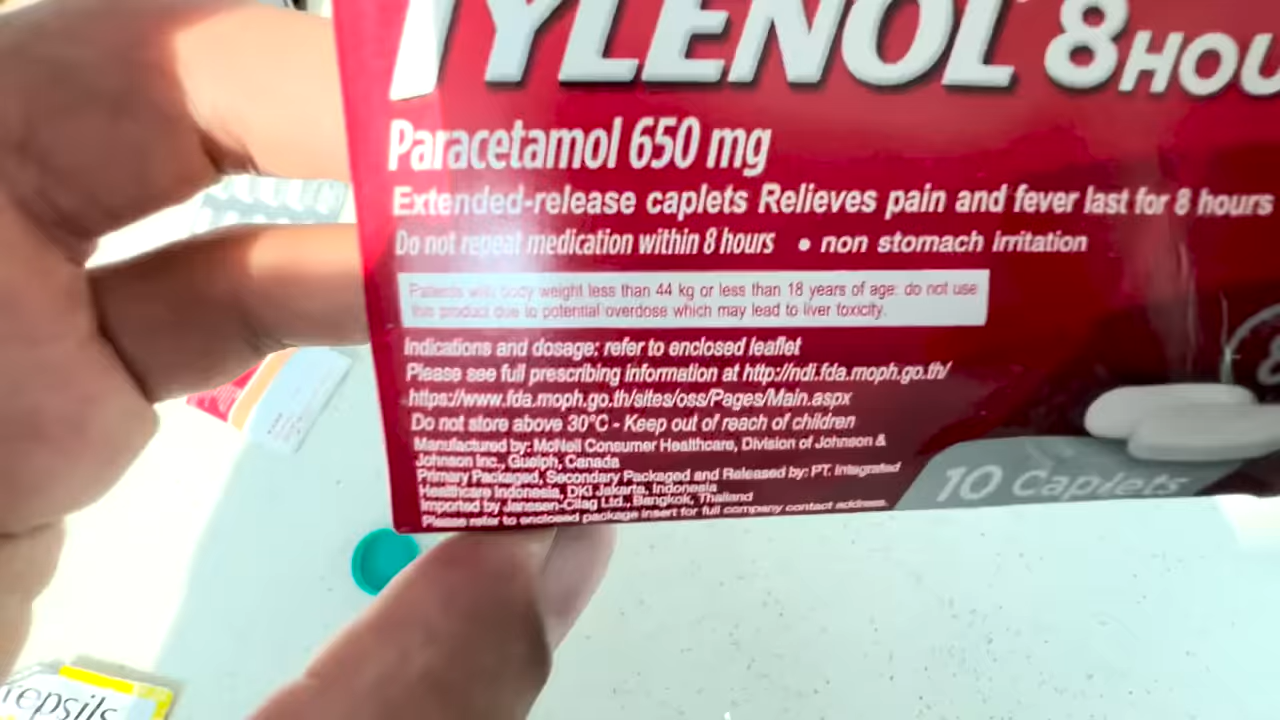 TYLENOL 8 HOU
Paracetamol 650 mg
Extended-release caplets Relieves pain and fever last for 8 hours
Do not repeat medication within 8 hours • non stomach irritation
Patients with body weight less than 44 kg or less than 18 years of age: do not use
this product due to potential overdose which may lead to liver toxicity.
Indications and dosage: refer to enclosed leaflet
Please see full prescribing information at http://ndi.fda.moph.go.th/
https://www.fda.moph.go.th/sites/oss/Pages/Main.aspx
Do not store above 30°C - Keep out of reach of children
Manufactured by: McNeil Consumer Healthcare, Division of Johnson &
Johnson Inc., Guelph, Canada
Primary Packaged, Secondary Packaged and Released by: PT. Integrated
Healthcare Indonesia, DKI Jakarta, Indonesia
Imported by Janssen-Cilag Ltd., Bangkok, Thailand
Please refer to enclosed package insert for full company contact address.
10 Caplets
repsils